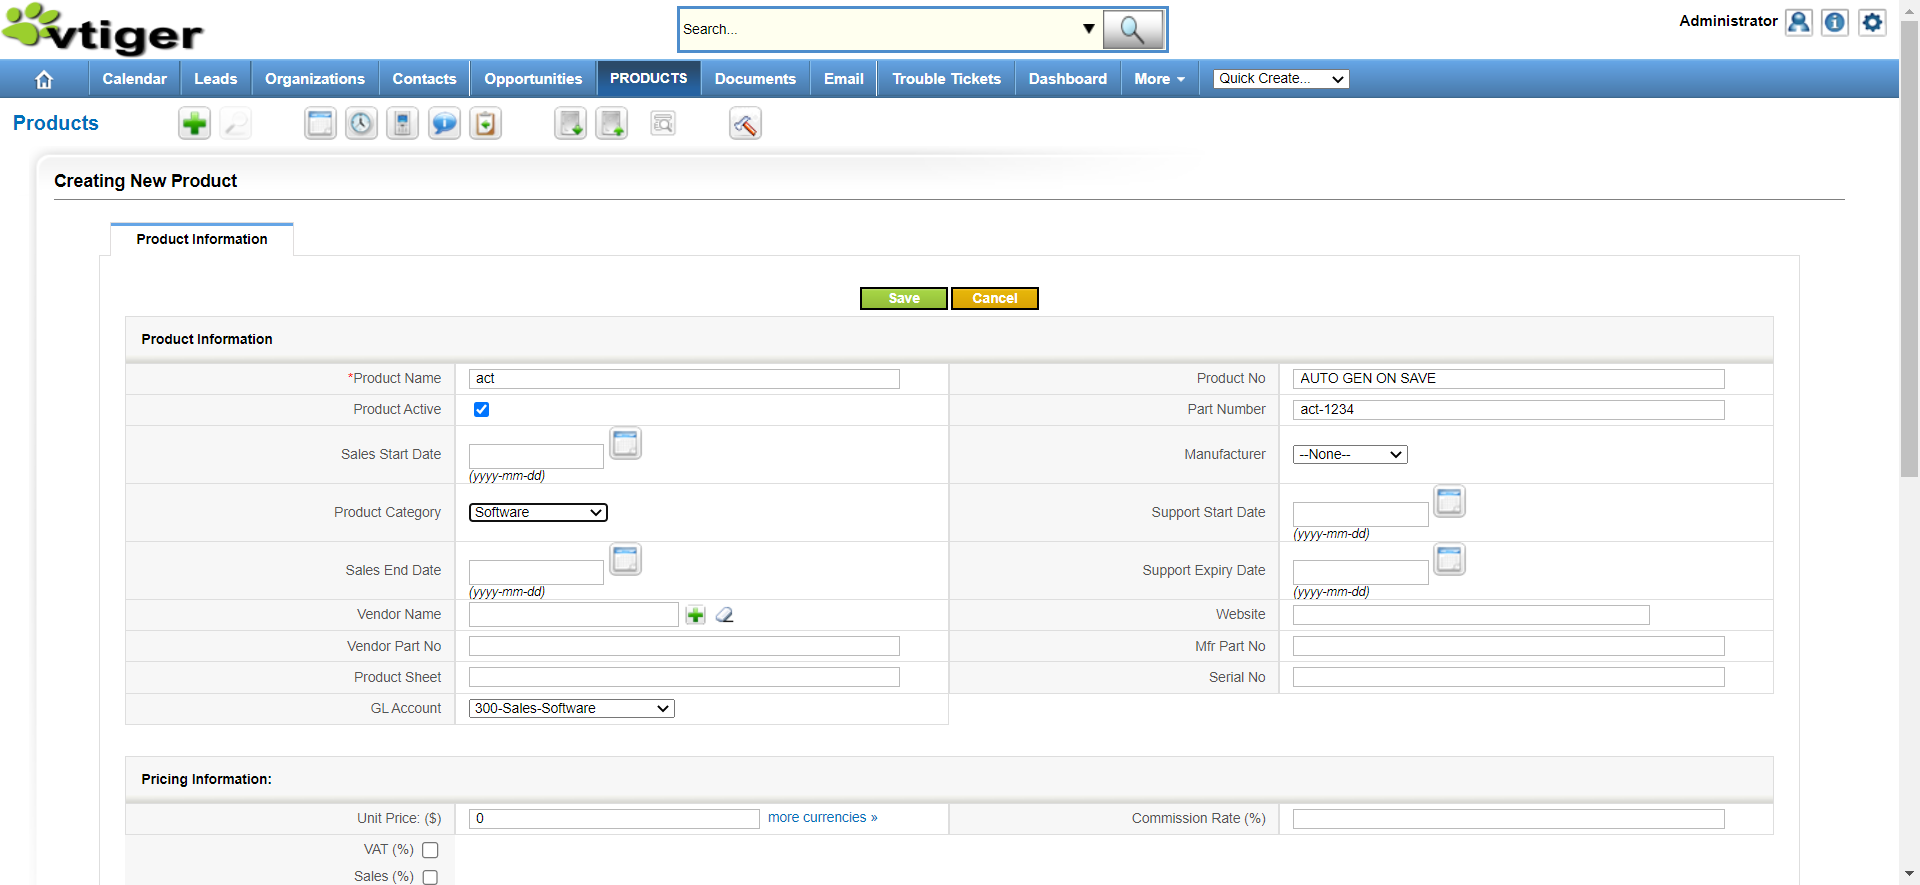 vtiger
Search...
Administrator
Calendar Leads Organizations Contacts Opportunities PRODUCTS Documents Email Trouble Tickets Dashboard More Quick Create...
Products
Creating New Product
Product Information
Save Cancel
Product Information
*Product Name act Product No AUTO GEN ON SAVE
Product Active Part Number act-1234
Sales Start Date (yyyy-mm-dd) Manufacturer --None--
Product Category Software Support Start Date (yyyy-mm-dd)
Sales End Date (yyyy-mm-dd) Support Expiry Date (yyyy-mm-dd)
Vendor Name Website
Vendor Part No Mfr Part No
Product Sheet Serial No
GL Account 300-Sales-Software
Pricing Information:
Unit Price: ($) 0 more currencies » Commission Rate (%)
VAT (%)
Sales (%)